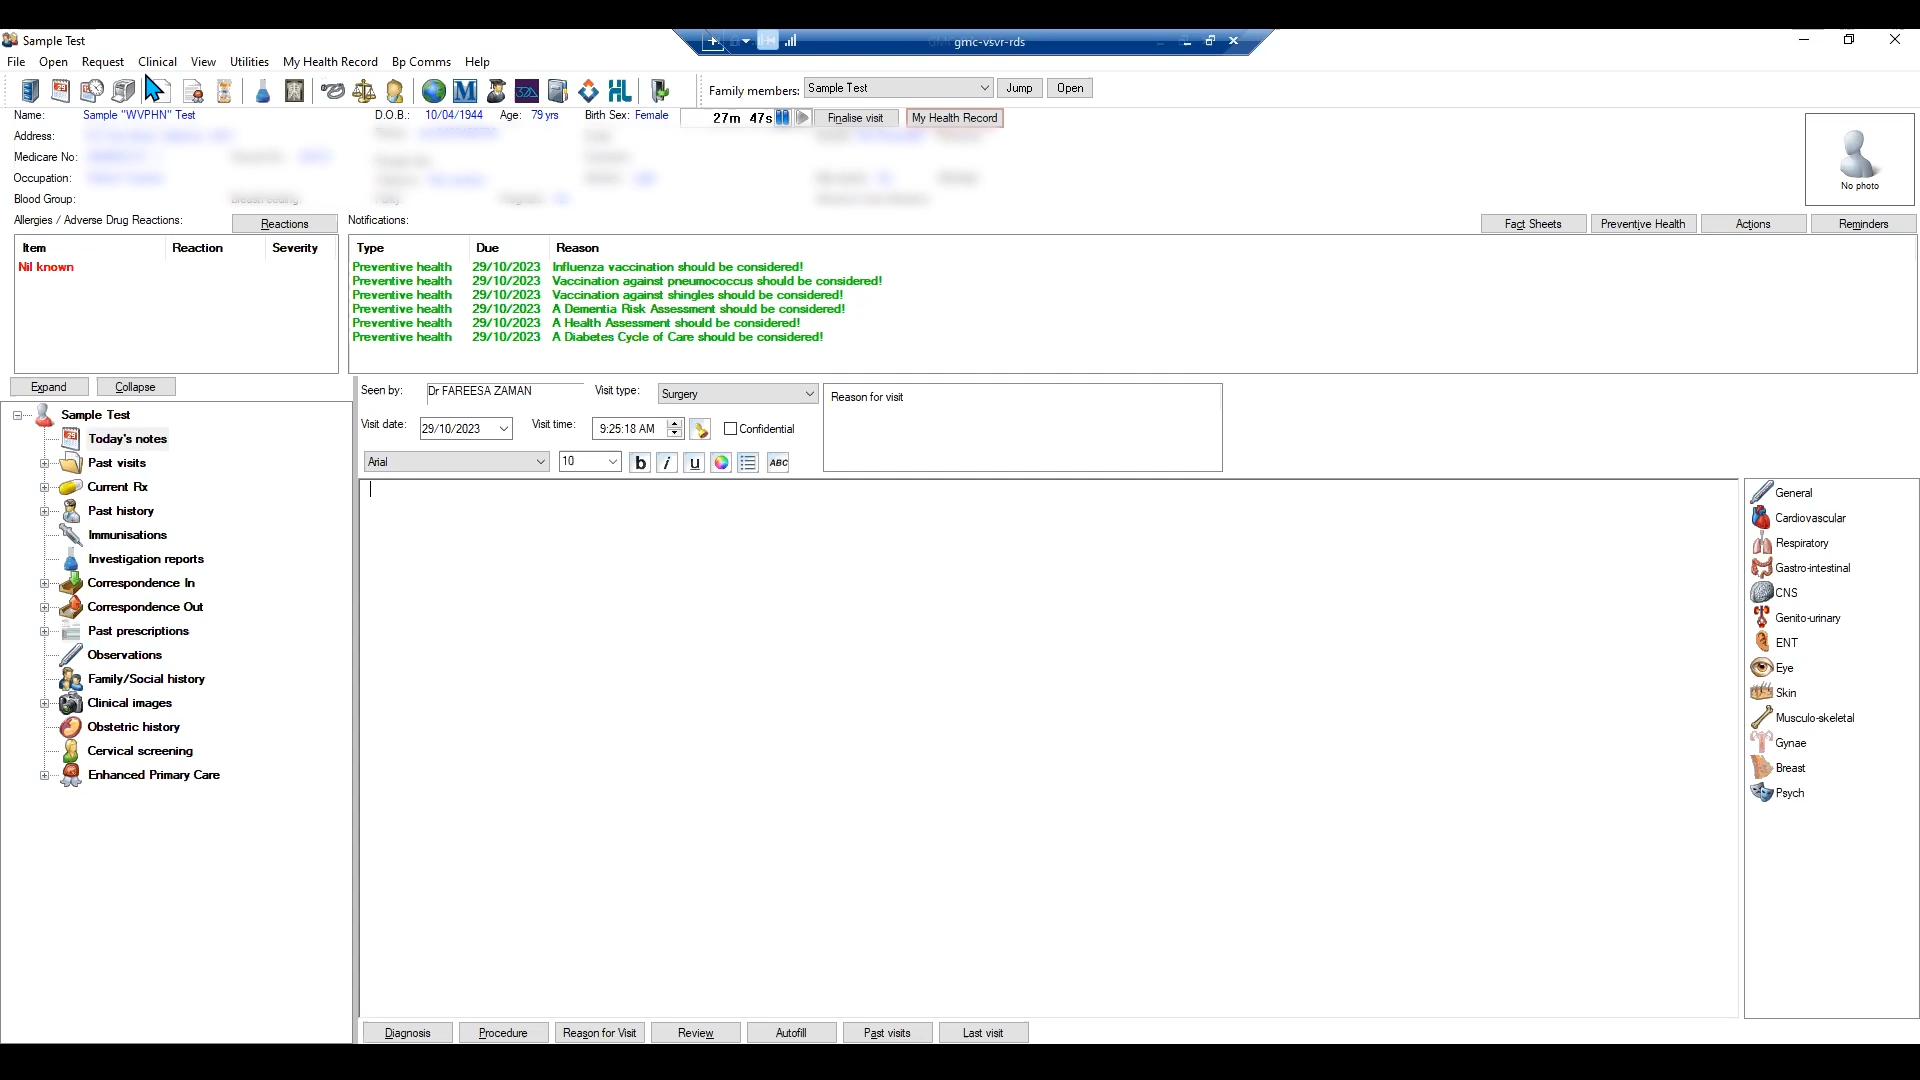 Sample Test
gmc-vsvr-rds
File Open Request Clinical View Utilities My Health Record Bp Comms Help
Family members: Sample Test Jump Open
Name: Sample "WVPHN" Test D.O.B.: 10/04/1944 Age: 79 yrs Birth Sex: Female 27m 47s Finalise visit My Health Record
Address:
Medicare No:
Occupation:
Blood Group:
No photo
Allergies / Adverse Drug Reactions: Reactions Notifications: Fact Sheets Preventive Health Actions Reminders
Item Reaction Severity
Nil known
Type Due Reason
Preventive health 29/10/2023 Influenza vaccination should be considered!
Preventive health 29/10/2023 Vaccination against pneumococcus should be considered!
Preventive health 29/10/2023 Vaccination against shingles should be considered!
Preventive health 29/10/2023 A Dementia Risk Assessment should be considered!
Preventive health 29/10/2023 A Health Assessment should be considered!
Preventive health 29/10/2023 A Diabetes Cycle of Care should be considered!
Expand Collapse
Sample Test
Today's notes
Past visits
Current Rx
Past history
Immunisations
Investigation reports
Correspondence In
Correspondence Out
Past prescriptions
Observations
Family/Social history
Clinical images
Obstetric history
Cervical screening
Enhanced Primary Care
Seen by: Dr FAREESA ZAMAN Visit type: Surgery
Reason for visit
Visit date: 29/10/2023 Visit time: 9:25:18 AM Confidential
Arial 10 b i u ABC
General
Cardiovascular
Respiratory
Gastro-intestinal
CNS
Genito-urinary
ENT
Eye
Skin
Musculo-skeletal
Gynae
Breast
Psych
Diagnosis Procedure Reason for Visit Review Autofill Past visits Last visit